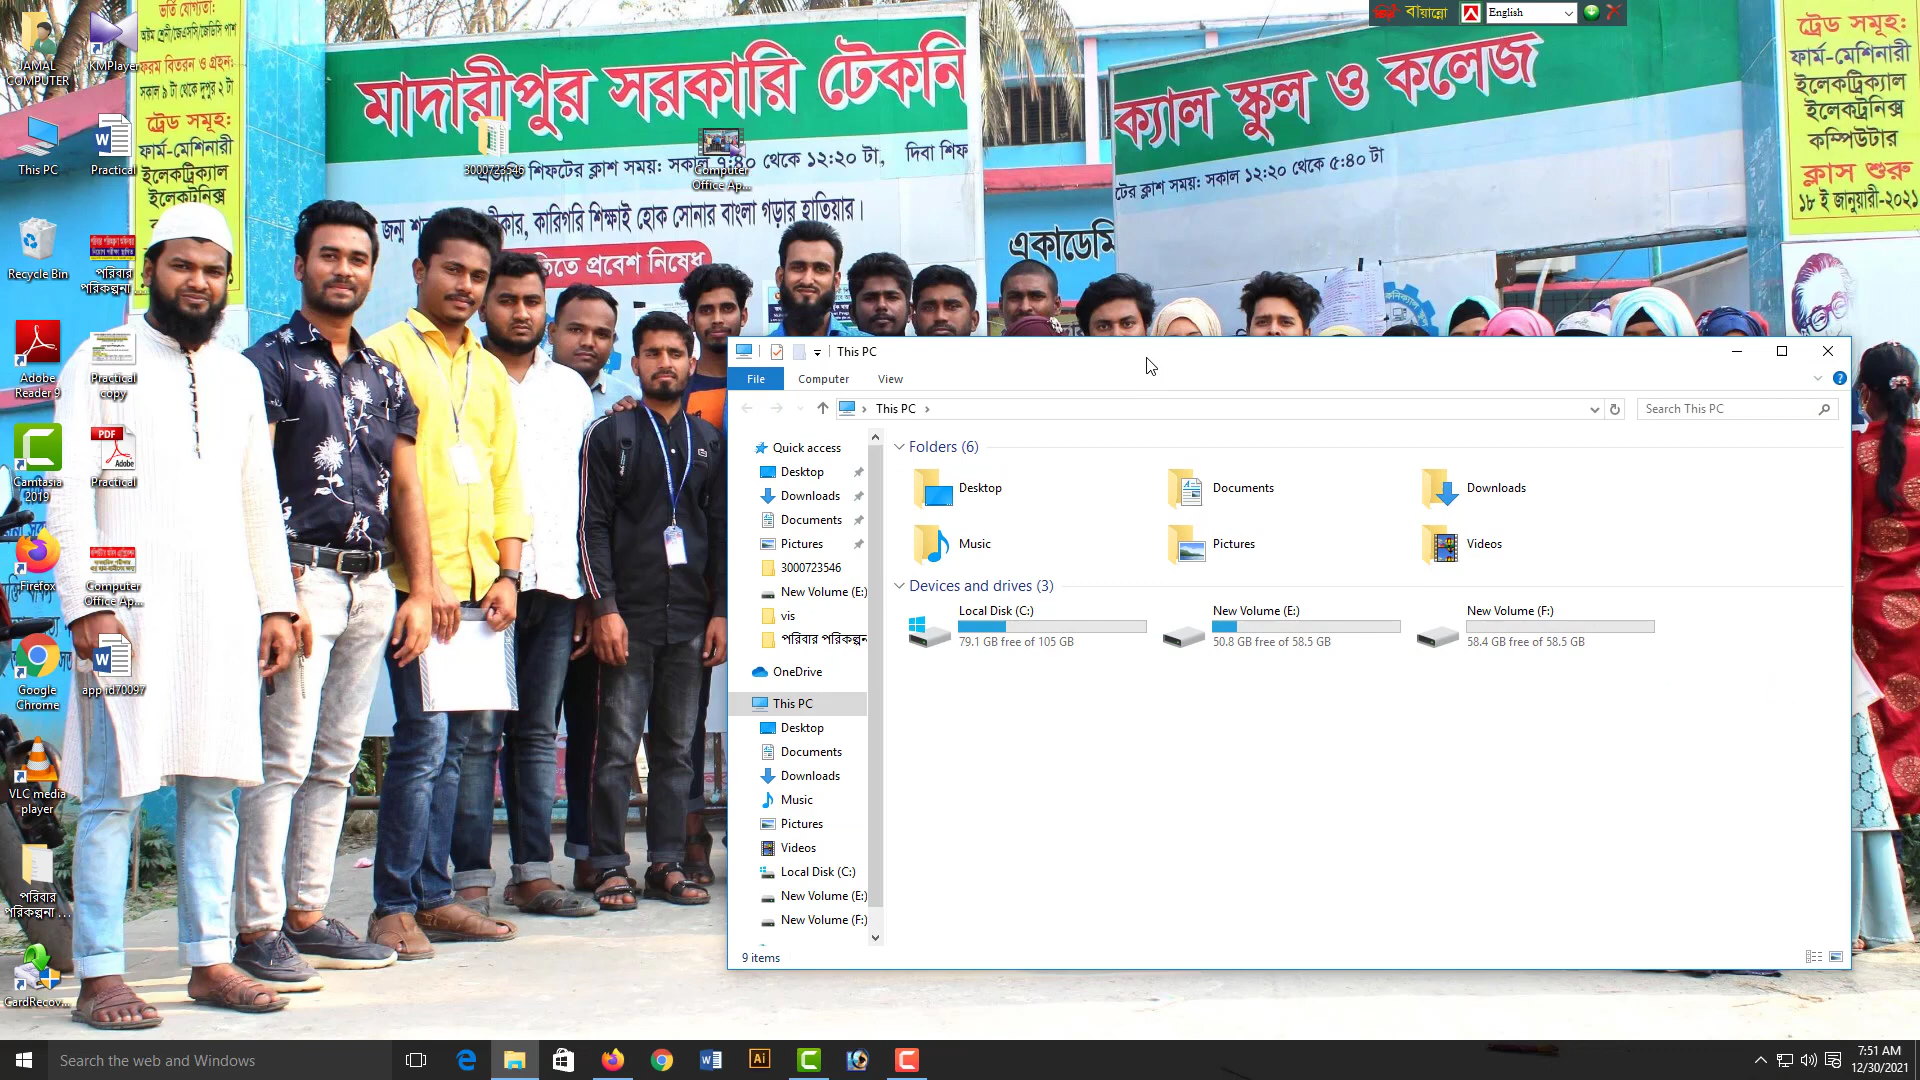 ভর্তি যোগ্যতা:
অষ্টম শ্রেনী/জেএসসি/জেডিসি পাশ
ফরম বিতরন ও গ্রহন:
সকাল ৯ টা থেকে দুপুর ২ টা
ট্রেড সমূহ:
ফার্ম-মেশিনারী
ইলেকট্রিক্যাল
ইলেকট্রনিক্স
মাদারীপুর সরকারি টেকনি
ক্যাল স্কুল ও কলেজ
শিফটের ক্লাশ সময়: সকাল ৭:৪০ থেকে ১২:২০ টা, দিবা শিফ
টের ক্লাশ সময়: সকাল ১২:২০ থেকে ৫:৪০ টা
কারিগরি শিক্ষাই হোক সোনার বাংলা গড়ার হাতিয়ার।
প্রবেশ নিষেধ
একাডেমি
ট্রেড সমূহ:
ফার্ম-মেশিনারী
ইলেকট্রিক্যাল
ইলেকট্রনিক্স
কম্পিউটার
ক্লাস শুরু
১৮ ই জানুয়ারী-২০২১
বায়ান্নো
English
JAMAL
COMPUTER
KMPlayer
This PC
Practical
Recycle Bin
পরিবার
পরিকল্পনা ...
Adobe
Reader 9
Practical
copy
Camtasia
2019
PDF
Adobe
Practical
Firefox
Computer
Office Ap...
Google
Chrome
app id70097
VLC media
player
পরিবার
পরিকল্পনা ...
CardRecov...
3000723546
Computer
Office Ap...
This PC
File
Computer
View
This PC
Search This PC
Quick access
Desktop
Downloads
Documents
Pictures
3000723546
New Volume (E:)
vis
পরিবার পরিকল্পন
OneDrive
This PC
Desktop
Documents
Downloads
Music
Pictures
Videos
Local Disk (C:)
New Volume (E:)
New Volume (F:)
Folders (6)
Desktop
Documents
Downloads
Music
Pictures
Videos
Devices and drives (3)
Local Disk (C:)
79.1 GB free of 105 GB
New Volume (E:)
50.8 GB free of 58.5 GB
New Volume (F:)
58.4 GB free of 58.5 GB
9 items
Search the web and Windows
7:51 AM
12/30/2021